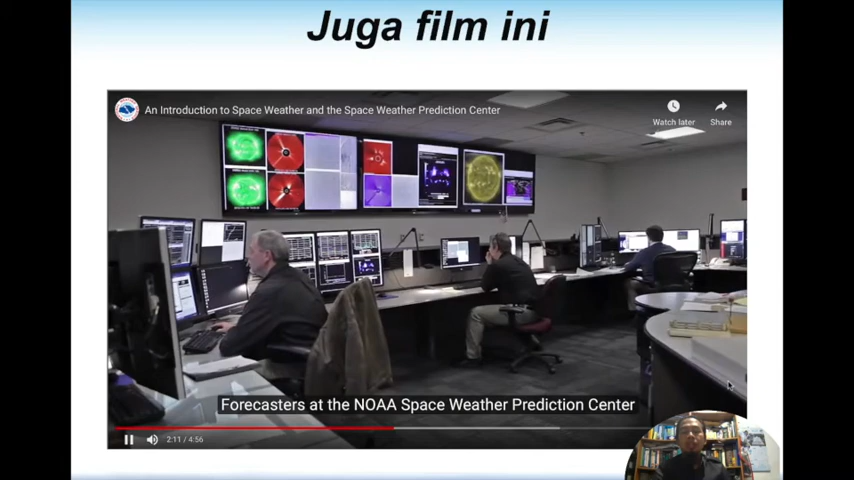 Juga film ini
An Introduction to Space Weather and the Space Weather Prediction Center
Watch later
Share
Forecasters at the NOAA Space Weather Prediction Center
2:11 / 4:56